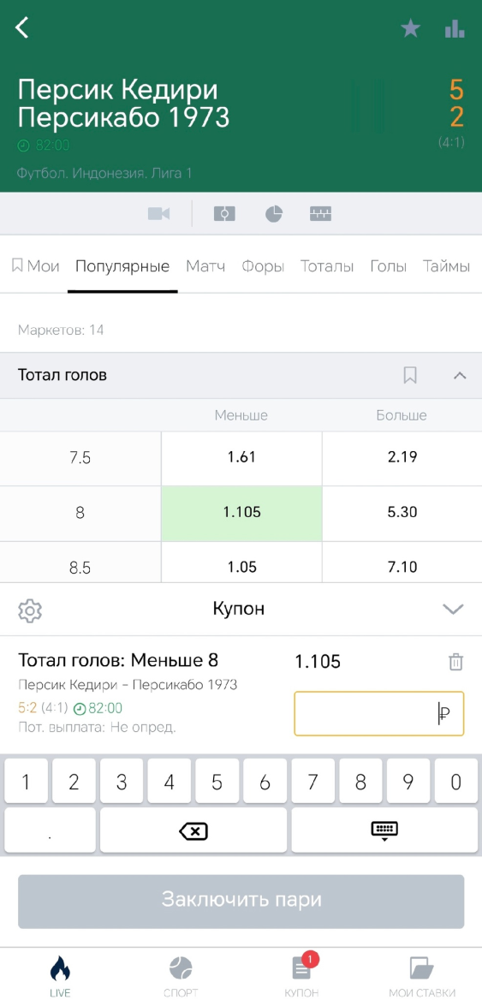 Персик Кедири 5
Персикабо 1973 2
82:00 (4:1)
Футбол. Индонезия. Лига 1
Мои Популярные Матч Форы Тоталы Голы Таймы
Маркетов: 14
Тотал голов
Меньше Больше
7.5 1.61 2.19
8 1.105 5.30
8.5 1.05 7.10
Купон
Тотал голов: Меньше 8 1.105
Персик Кедири - Персикабо 1973
5:2 (4:1) 82:00
₽
Пот. выплата: Не опред.
1 2 3 4 5 6 7 8 9 0
.
Заключить пари
1
LIVE СПОРТ КУПОН МОИ СТАВКИ